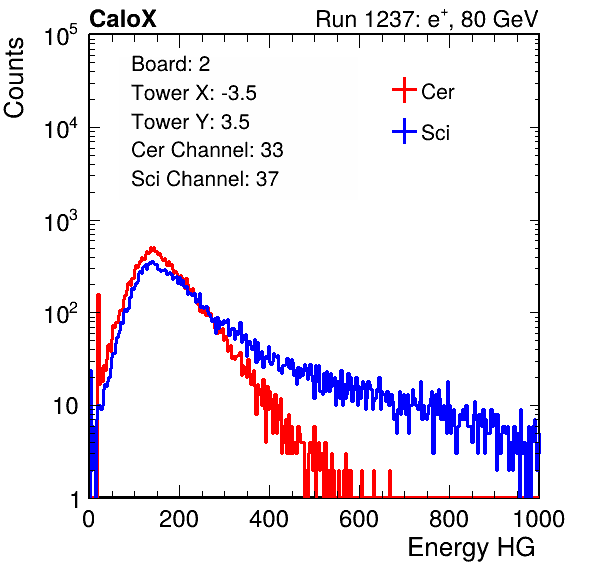 CaloX Run 1237: e⁺, 80 GeV
Counts
10⁵
10⁴
10³
10²
10
1
Board: 2
Tower X: -3.5
Tower Y: 3.5
Cer Channel: 33
Sci Channel: 37
Cer
Sci
0 200 400 600 800 1000
Energy HG